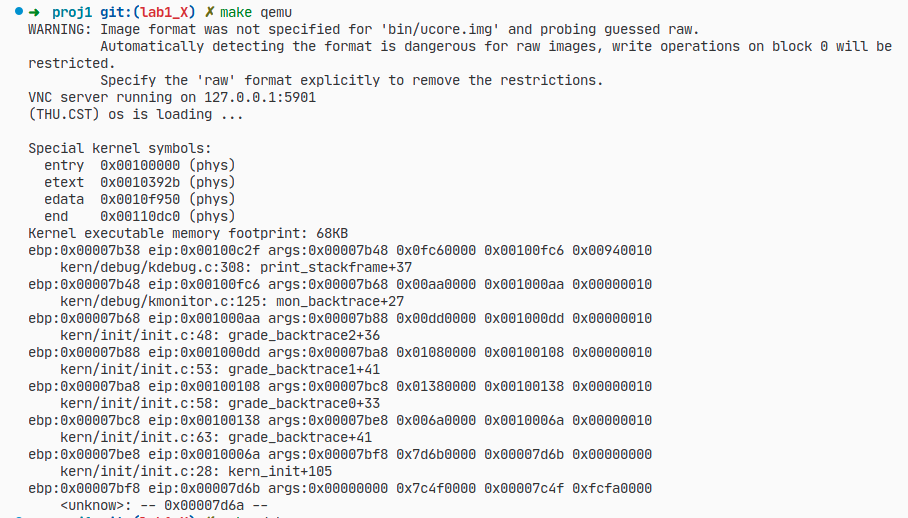 ➜ proj1 git:(lab1_X) ✗ make qemu
WARNING: Image format was not specified for 'bin/ucore.img' and probing guessed raw.
Automatically detecting the format is dangerous for raw images, write operations on block 0 will be
restricted.
Specify the 'raw' format explicitly to remove the restrictions.
VNC server running on 127.0.0.1:5901
(THU.CST) os is loading ...
Special kernel symbols:
entry 0x00100000 (phys)
etext 0x0010392b (phys)
edata 0x0010f950 (phys)
end 0x00110dc0 (phys)
Kernel executable memory footprint: 68KB
ebp:0x00007b38 eip:0x00100c2f args:0x00007b48 0x0fc60000 0x00100fc6 0x00940010
kern/debug/kdebug.c:308: print_stackframe+37
ebp:0x00007b48 eip:0x00100fc6 args:0x00007b68 0x00aa0000 0x001000aa 0x00000010
kern/debug/kmonitor.c:125: mon_backtrace+27
ebp:0x00007b68 eip:0x001000aa args:0x00007b88 0x00dd0000 0x001000dd 0x00000010
kern/init/init.c:48: grade_backtrace2+36
ebp:0x00007b88 eip:0x001000dd args:0x00007ba8 0x01080000 0x00100108 0x00000010
kern/init/init.c:53: grade_backtrace1+41
ebp:0x00007ba8 eip:0x00100108 args:0x00007bc8 0x01380000 0x00100138 0x00000010
kern/init/init.c:58: grade_backtrace0+33
ebp:0x00007bc8 eip:0x00100138 args:0x00007be8 0x006a0000 0x0010006a 0x00000010
kern/init/init.c:63: grade_backtrace+41
ebp:0x00007be8 eip:0x0010006a args:0x00007bf8 0x7d6b0000 0x00007d6b 0x00000000
kern/init/init.c:28: kern_init+105
ebp:0x00007bf8 eip:0x00007d6b args:0x00000000 0x7c4f0000 0x00007c4f 0xfcfa0000
<unknow>: -- 0x00007d6a --